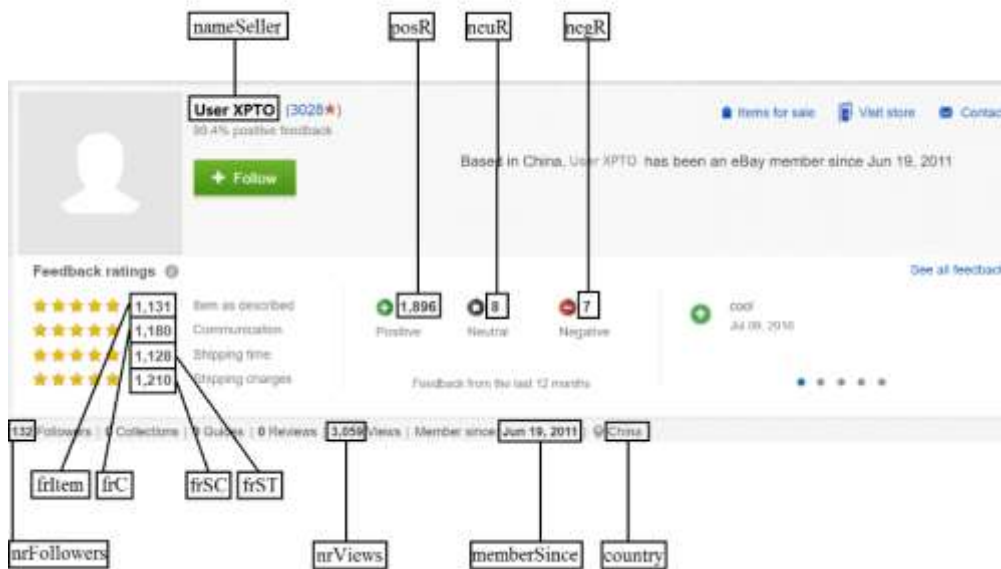 nameSeller posR neuR negR
User XPTO (3028★)
99.4% positive feedback
Items for sale Visit store Contact
+ Follow
Based in China, User XPTO has been an eBay member since Jun 19, 2011
Feedback ratings
See all feedback
1,131 Item as described
1,180 Communication
1,128 Shipping time
1,210 Shipping charges
1,896 8 7
Positive Neutral Negative
Feedback from the last 12 months
cool
132 Followers | 0 Collections | 0 Guides | 0 Reviews | 3,059 Views | Member since: Jun 19, 2011 | China
frItem frC frSC frST
nrFollowers nrViews memberSince country